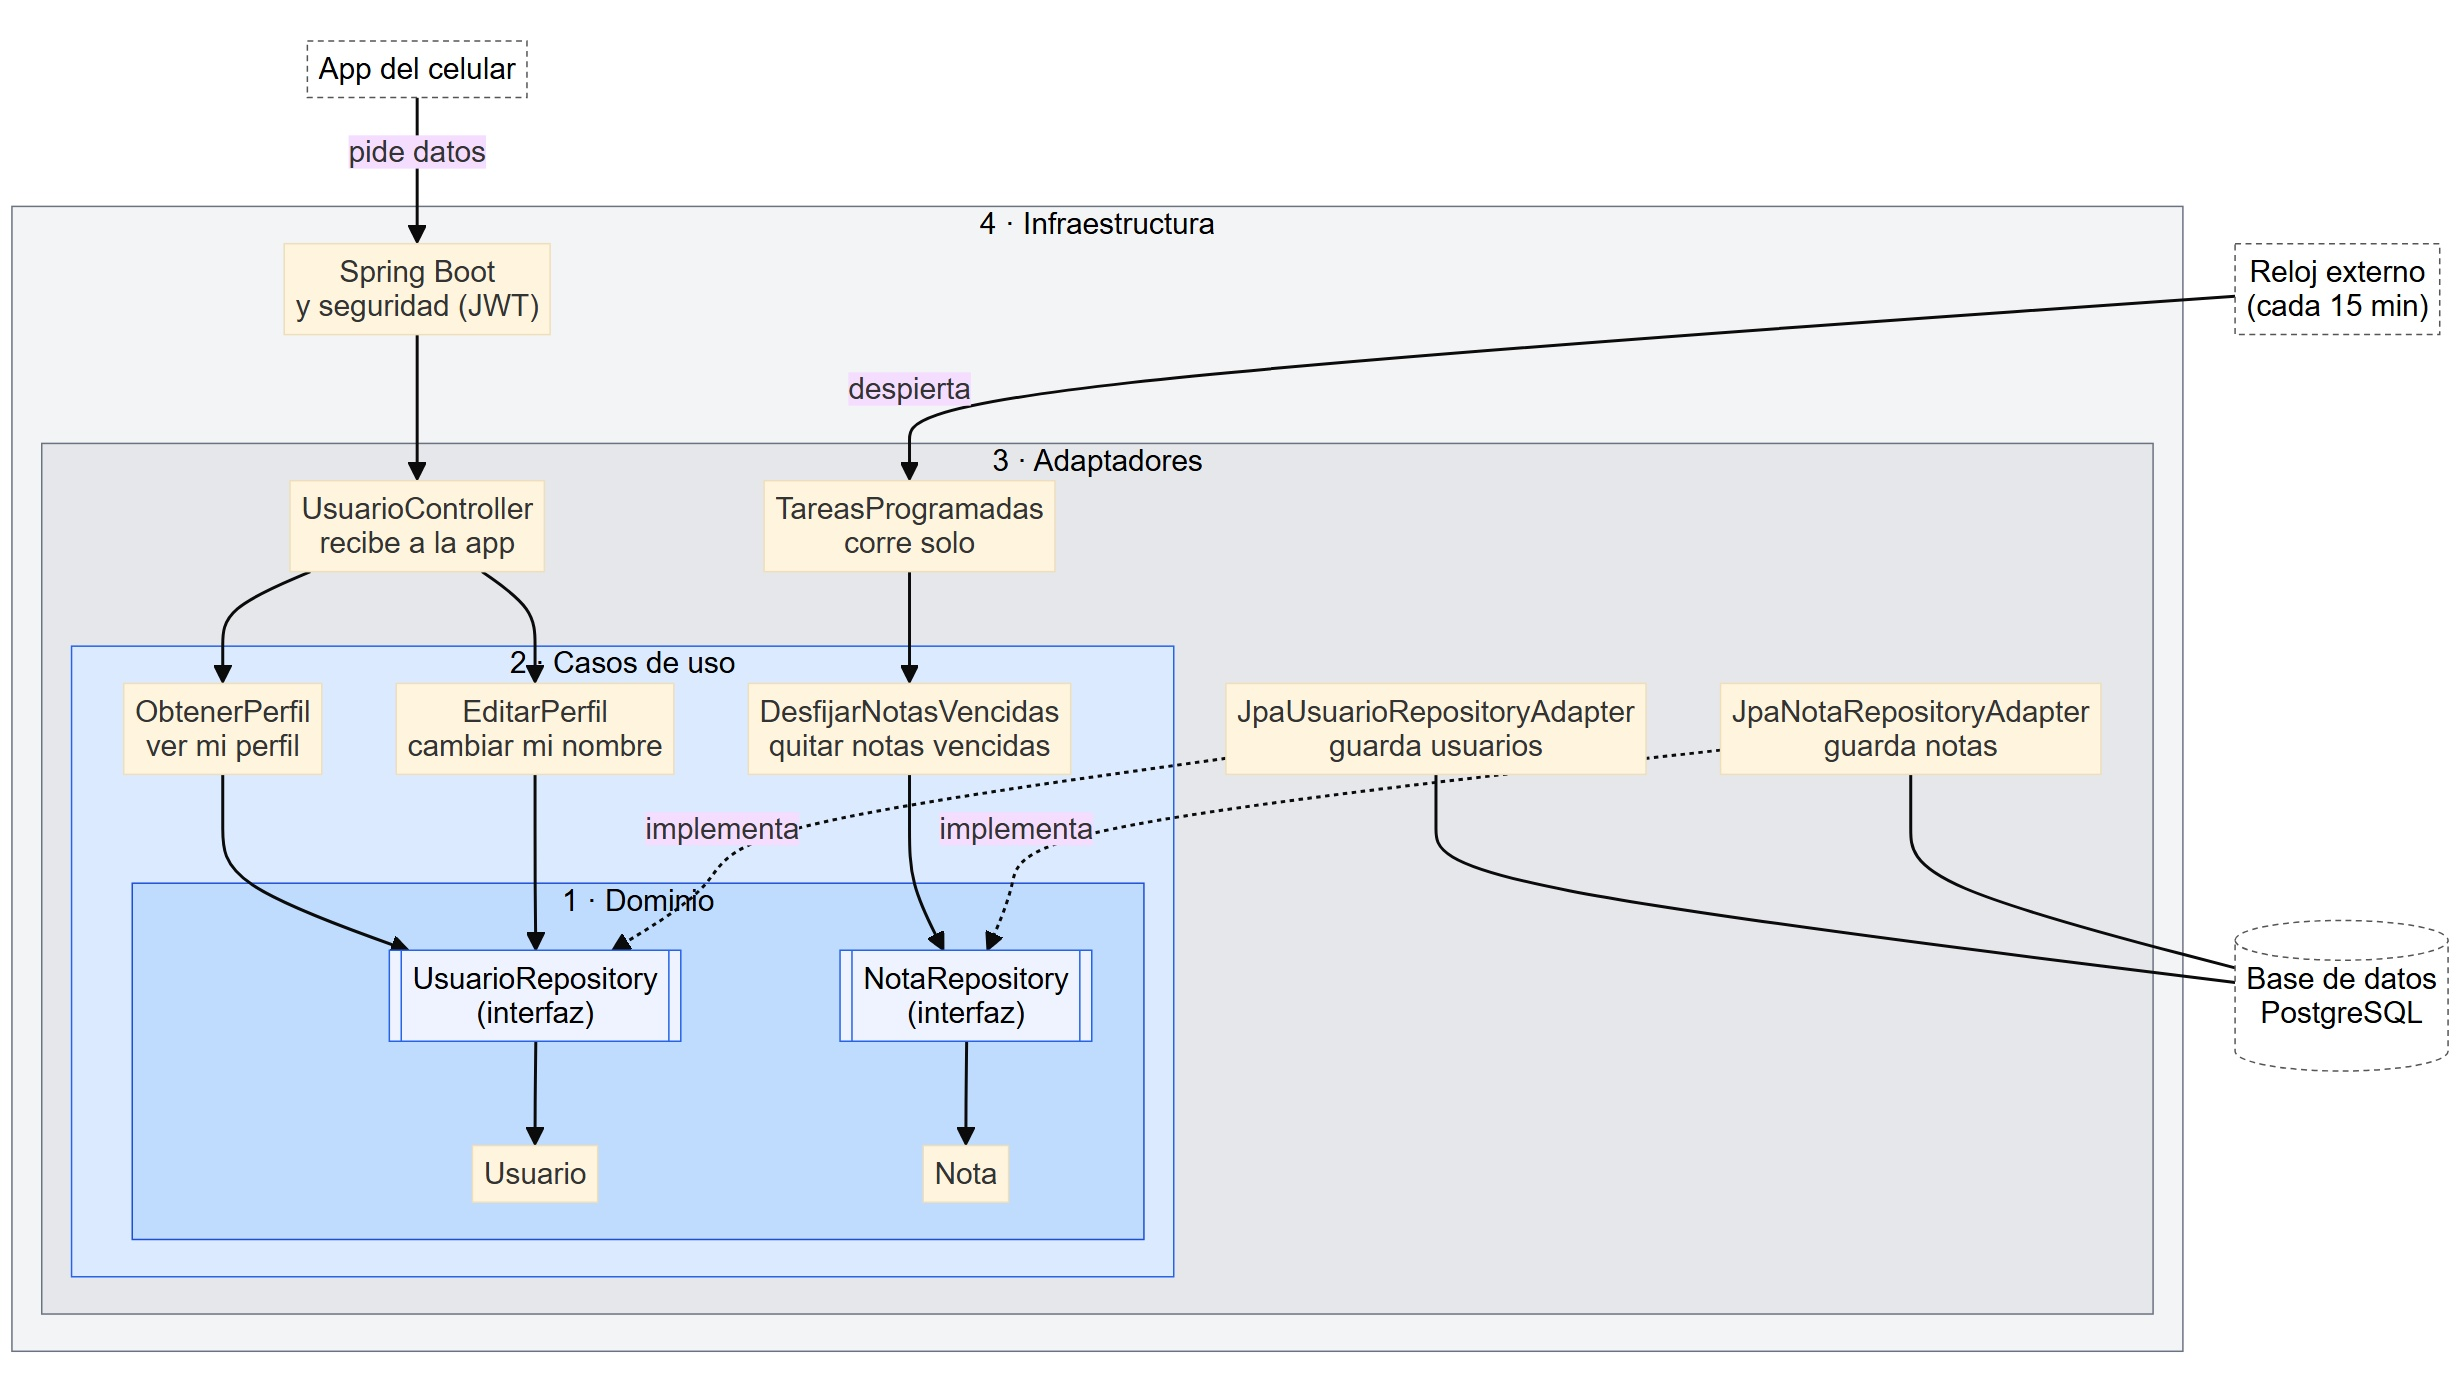 App del celular
pide datos
4 · Infraestructura
Spring Boot
y seguridad (JWT)
Reloj externo
(cada 15 min)
despierta
3 · Adaptadores
UsuarioController
recibe a la app
TareasProgramadas
corre solo
2 · Casos de uso
ObtenerPerfil
ver mi perfil
EditarPerfil
cambiar mi nombre
DesfijarNotasVencidas
quitar notas vencidas
JpaUsuarioRepositoryAdapter
guarda usuarios
JpaNotaRepositoryAdapter
guarda notas
implementa
implementa
1 · Dominio
UsuarioRepository
(interfaz)
NotaRepository
(interfaz)
Base de datos
PostgreSQL
Usuario
Nota